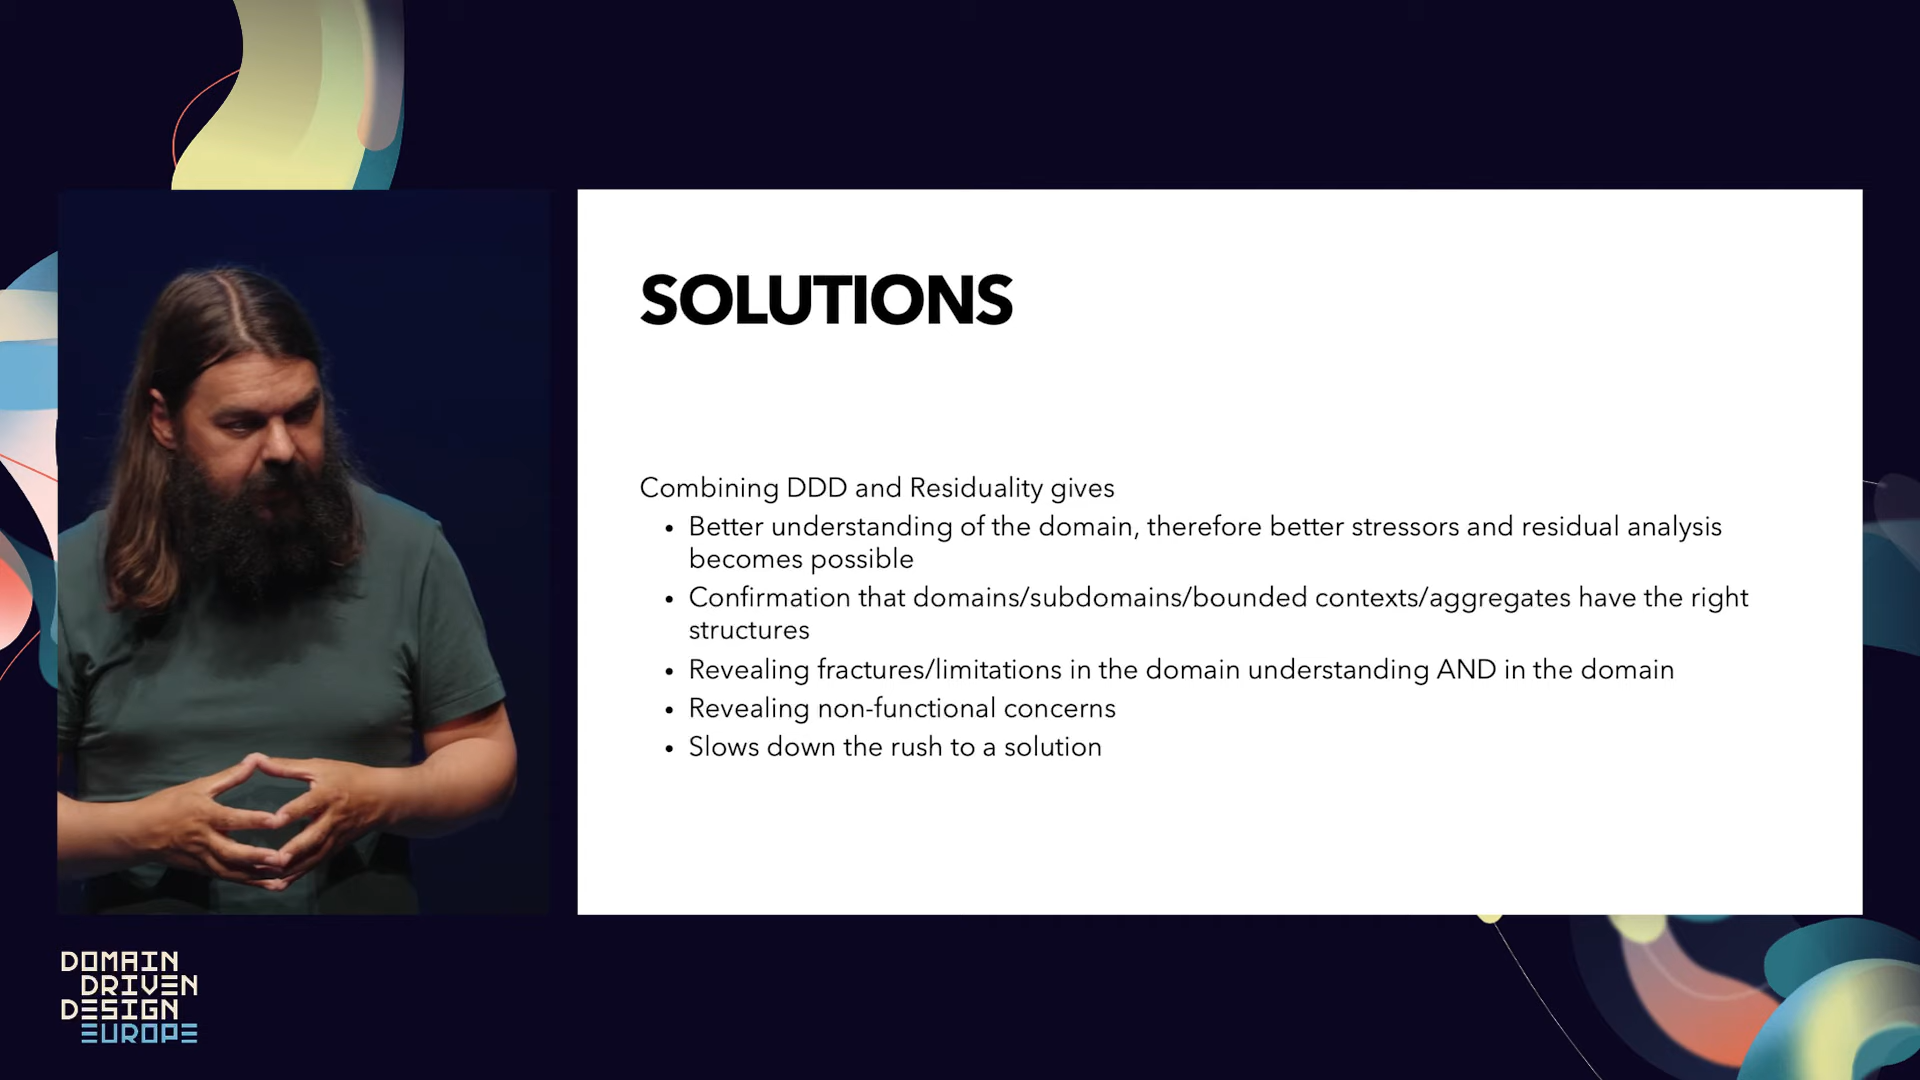 SOLUTIONS
Combining DDD and Residuality gives
• Better understanding of the domain, therefore better stressors and residual analysis
becomes possible
• Confirmation that domains/subdomains/bounded contexts/aggregates have the right
structures
• Revealing fractures/limitations in the domain understanding AND in the domain
• Revealing non-functional concerns
• Slows down the rush to a solution
DOMAIN
DRIVEN
DESIGN
EUROPE